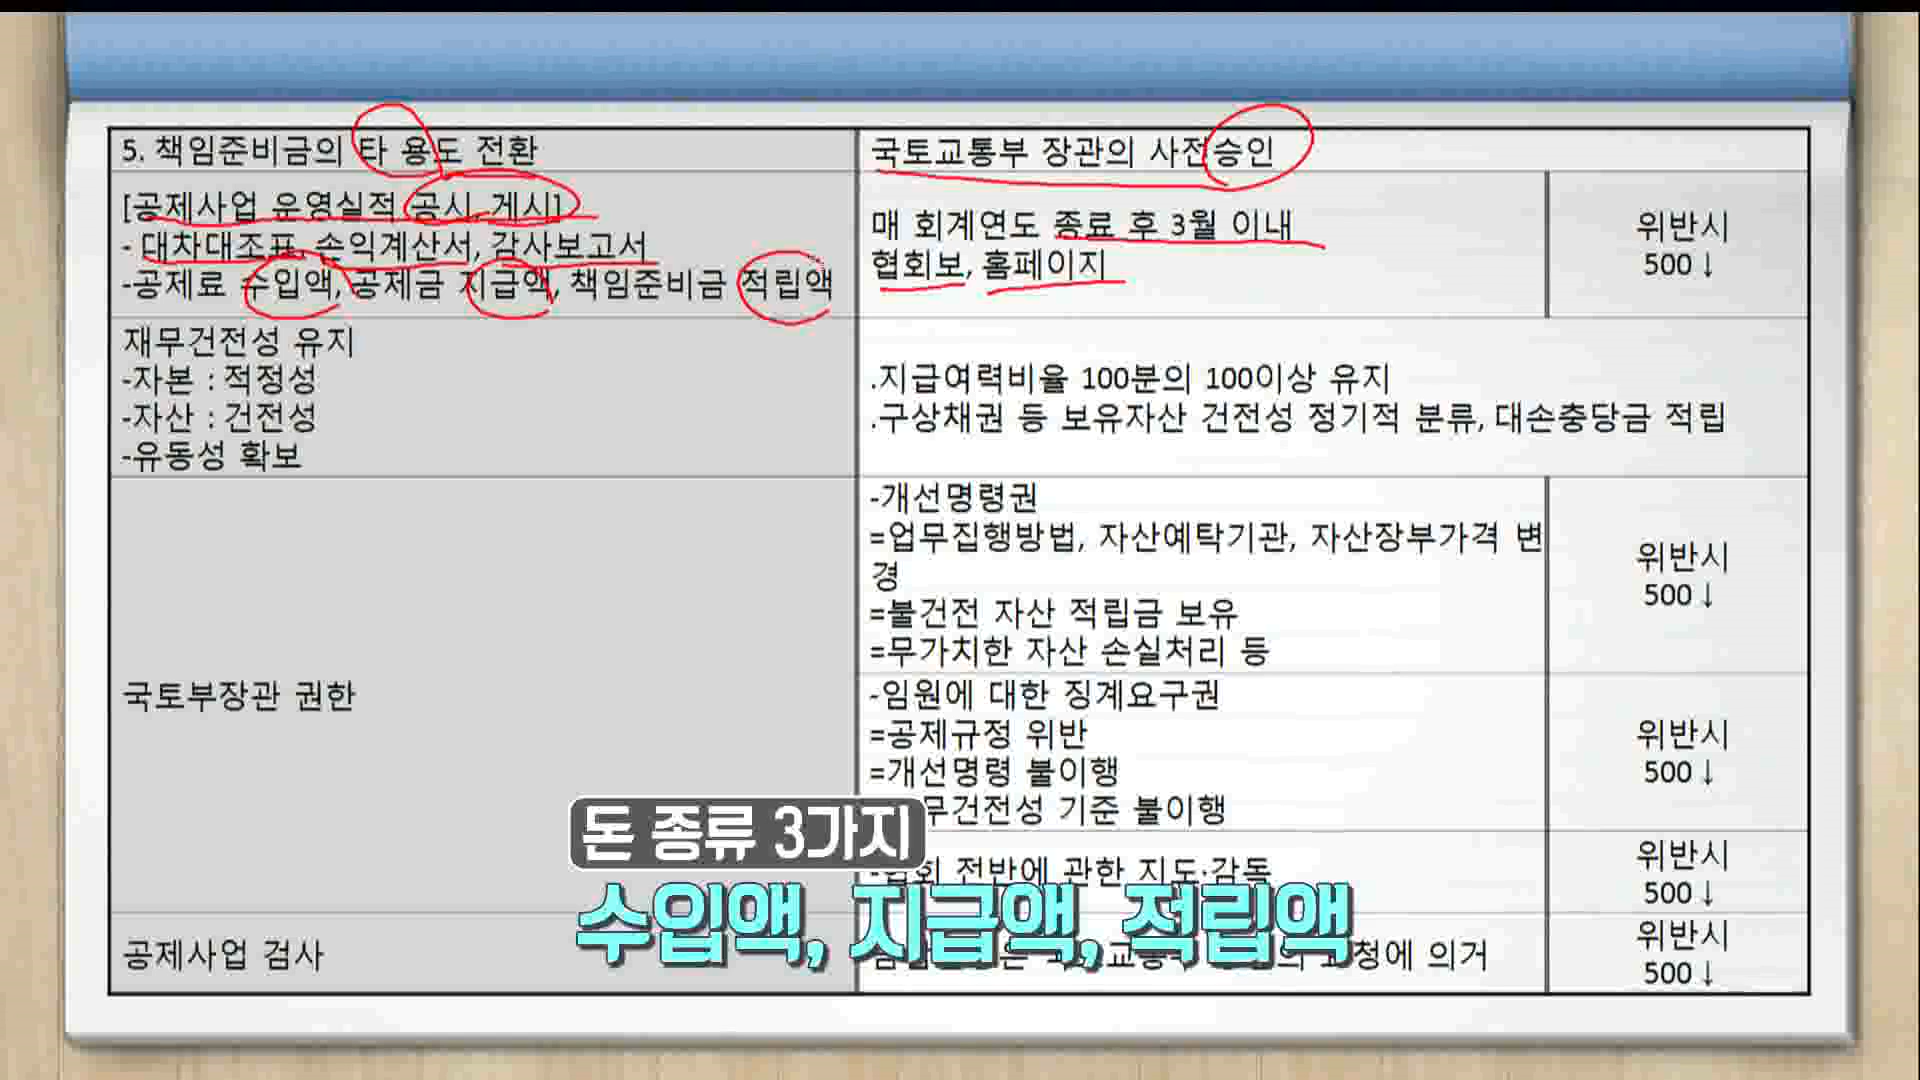 5. 책임준비금의 타 용도 전환
국토교통부 장관의 사전승인
[공제사업 운영실적 공시, 게시]
- 대차대조표, 손익계산서, 감사보고서
-공제료 수입액, 공제금 지급액, 책임준비금 적립액
매 회계연도 종료 후 3월 이내
협회보, 홈페이지
위반시
500↓
재무건전성 유지
-자본 : 적정성
-자산 : 건전성
-유동성 확보
.지급여력비율 100분의 100이상 유지
.구상채권 등 보유자산 건전성 정기적 분류, 대손충당금 적립
국토부장관 권한
-개선명령권
=업무집행방법, 자산예탁기관, 자산장부가격 변
경
=불건전 자산 적립금 보유
=무가치한 자산 손실처리 등
위반시
500↓
-임원에 대한 징계요구권
=공제규정 위반
=개선명령 불이행
무건전성 기준 불이행
위반시
500↓
전반에 관한 지도·감독
위반시
500↓
공제사업 검사
청에 의거
위반시
500↓
돈 종류 3가지
수입액, 지급액, 적립액